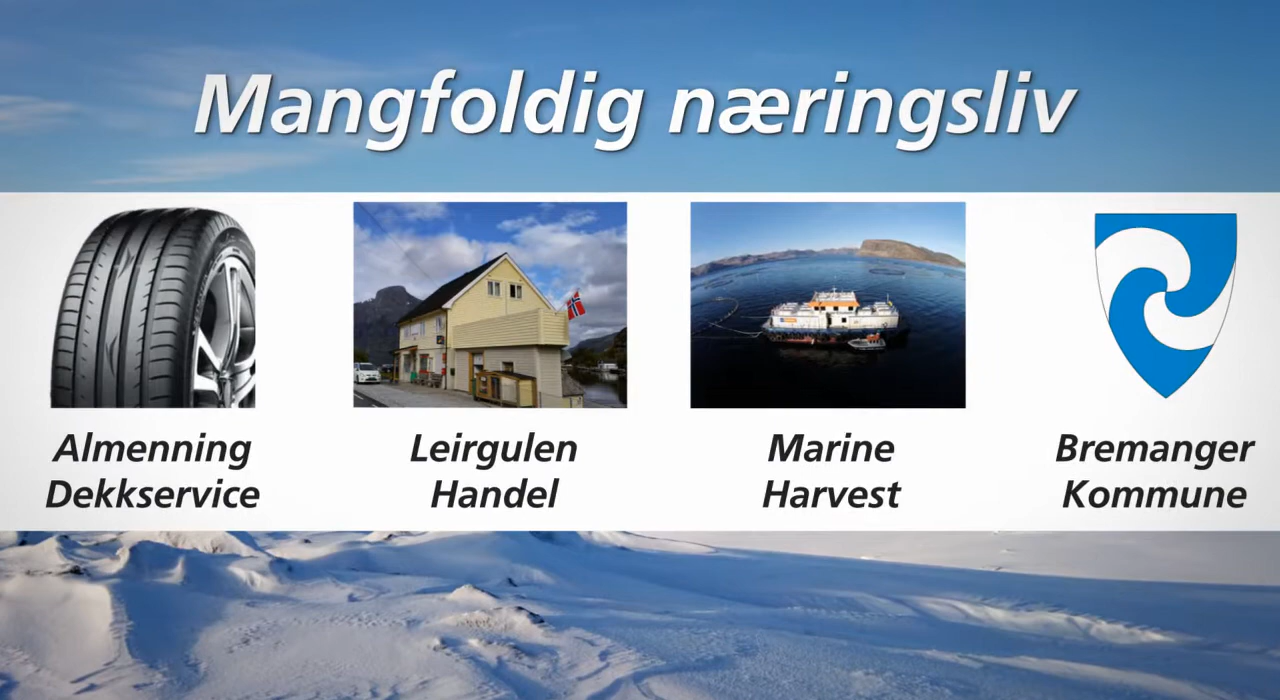 Mangfoldig næringsliv
Almenning
Dekkservice
Leirgulen
Handel
Marine
Harvest
Bremanger
Kommune